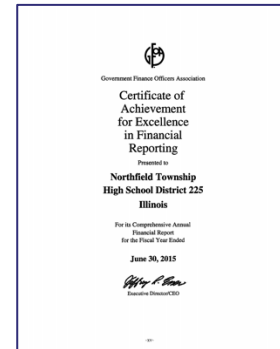 Government Finance Officers Association
Certificate of
Achievement
for Excellence
in Financial
Reporting
Presented to
Northfield Township
High School District 225
Illinois
For its Comprehensive Annual
Financial Report
for the Fiscal Year Ended
June 30, 2015
Executive Director/CEO